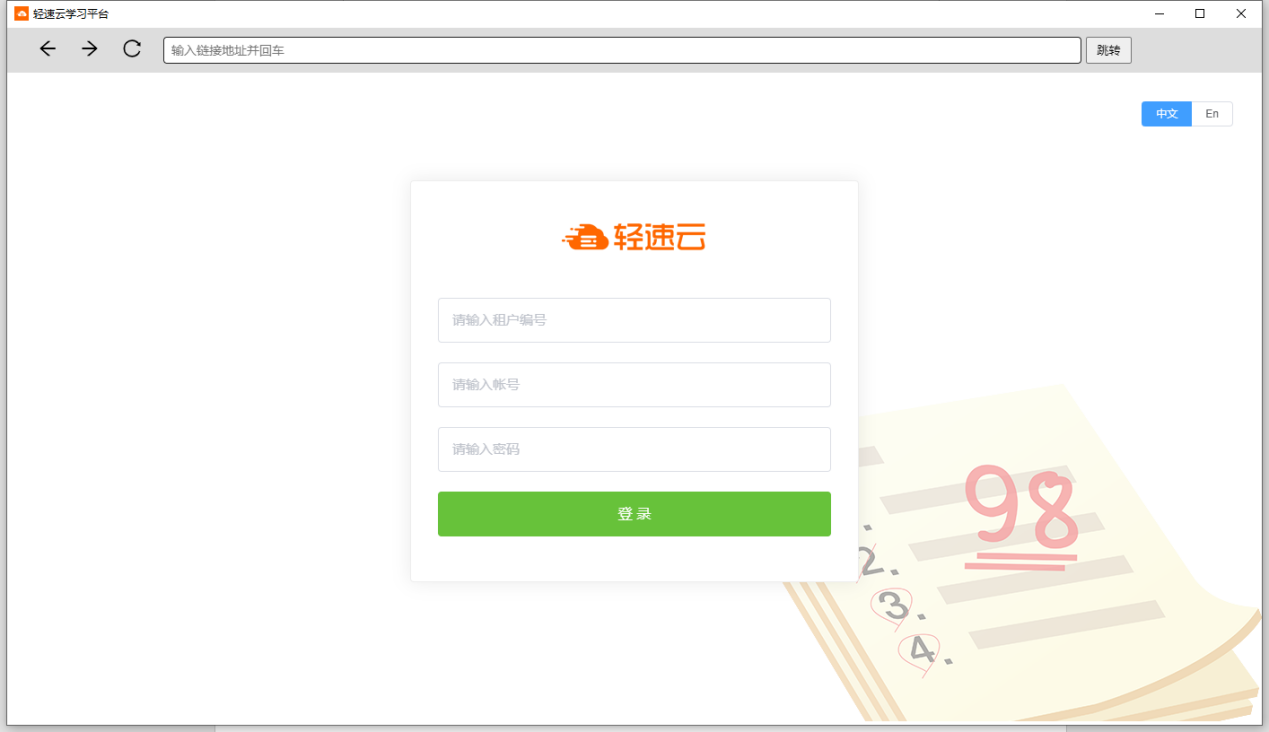 轻速云学习平台
输入链接地址并回车 跳转
中文 En
轻速云
请输入租户编号
请输入帐号
请输入密码
登 录
98
2.
3.
4.